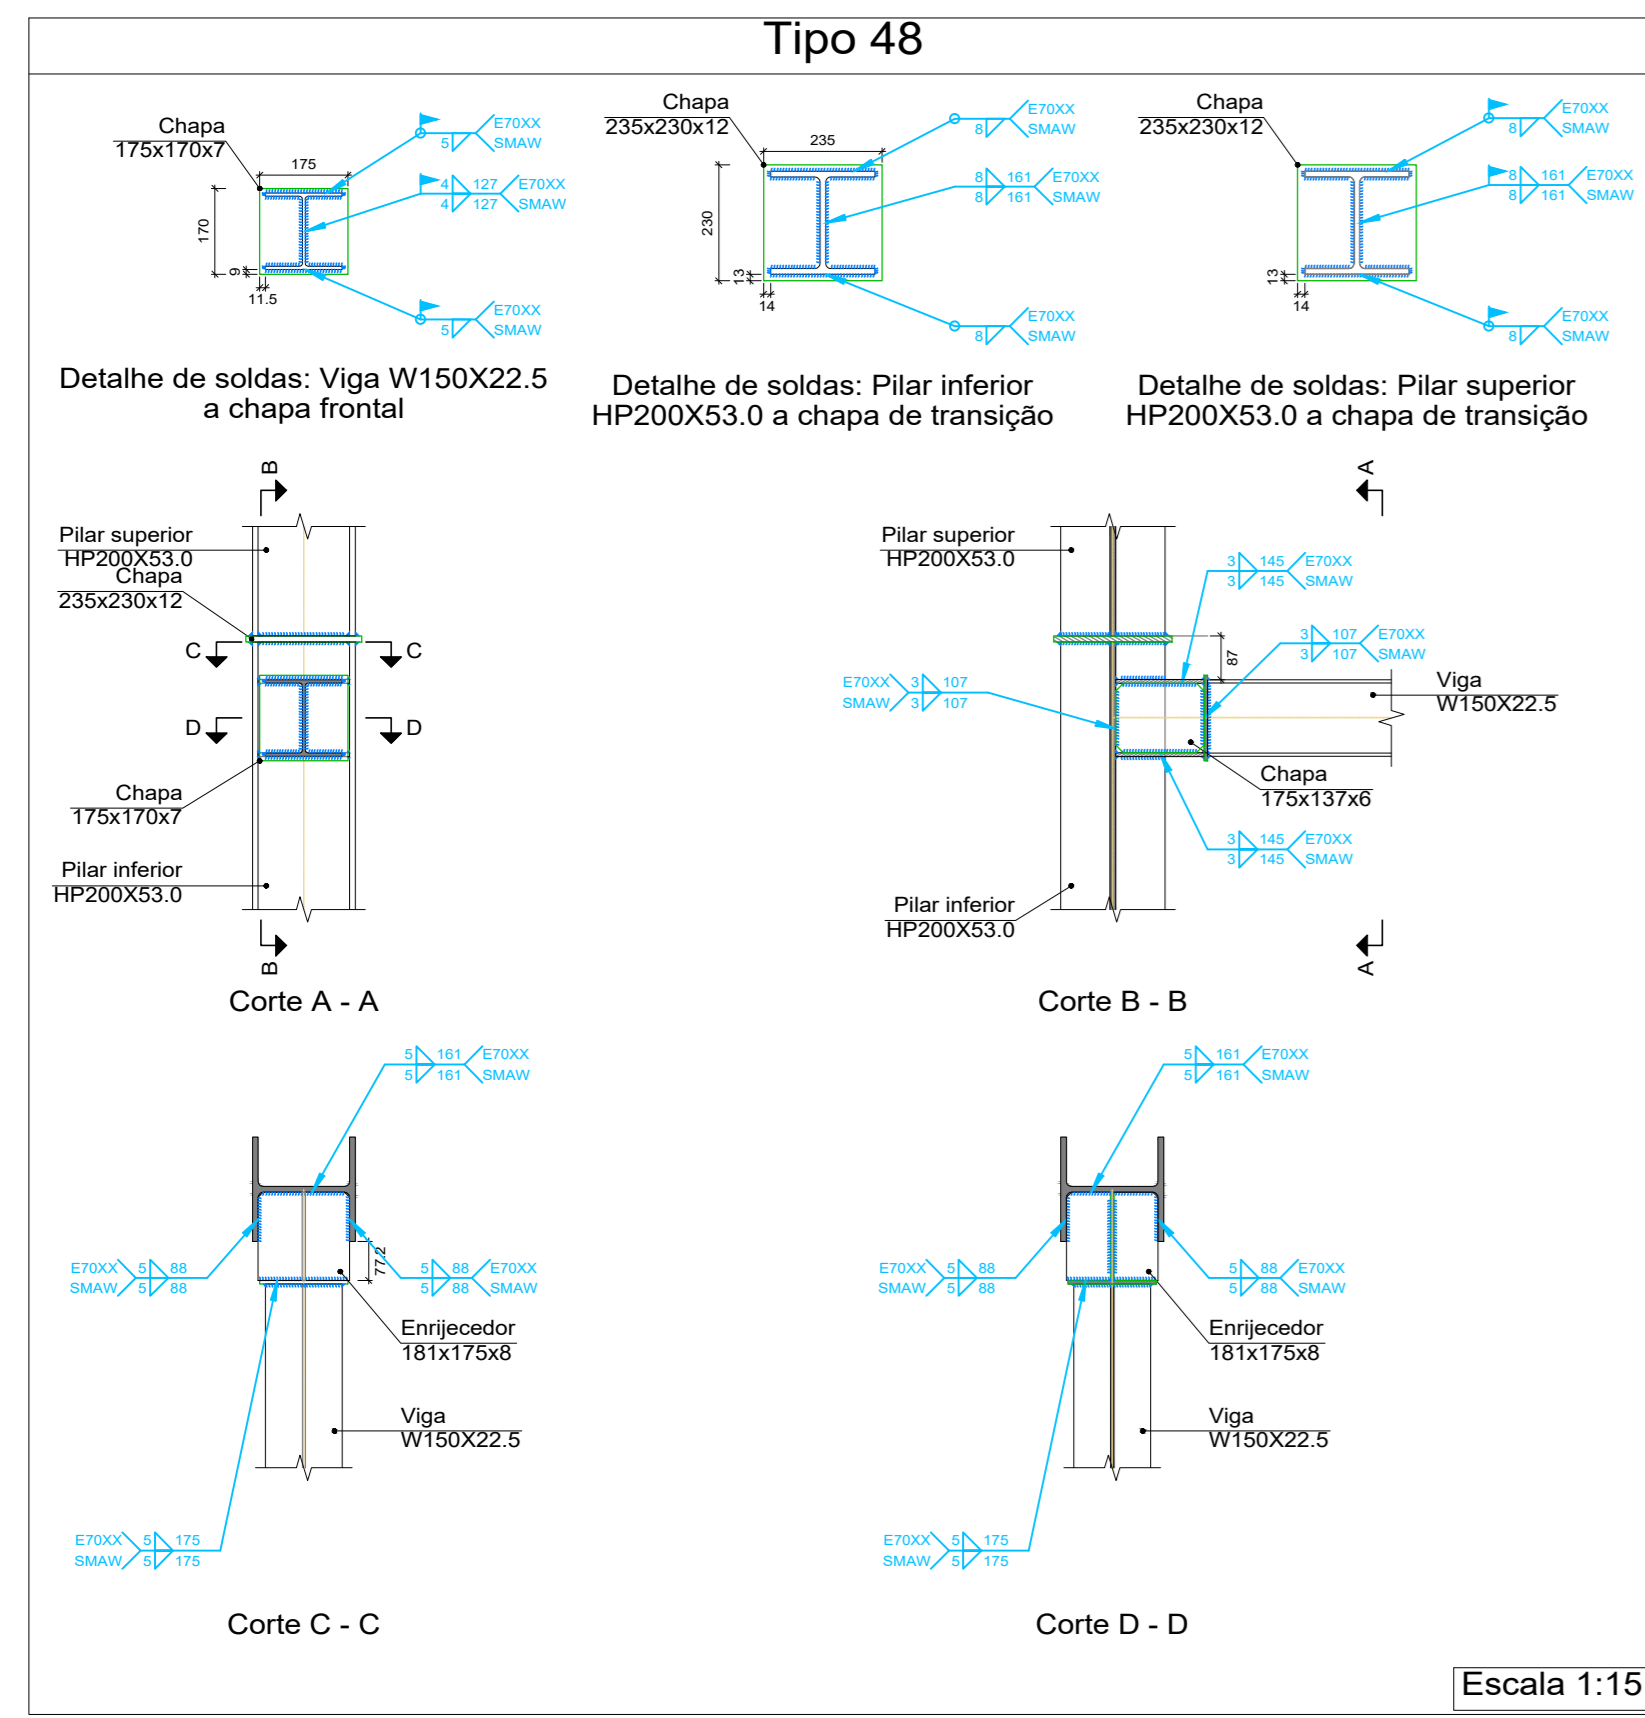 Tipo 48
Chapa
175x170x7
175
170
9
11.5
5
E70XX
SMAW
4 127
4 127
E70XX
SMAW
5
E70XX
SMAW
Detalhe de soldas: Viga W150X22.5
a chapa frontal
Chapa
235x230x12
235
230
13
14
8
E70XX
SMAW
8 161
8 161
E70XX
SMAW
8
E70XX
SMAW
Detalhe de soldas: Pilar inferior
HP200X53.0 a chapa de transição
Chapa
235x230x12
13
14
8
E70XX
SMAW
8 161
8 161
E70XX
SMAW
8
E70XX
SMAW
Detalhe de soldas: Pilar superior
HP200X53.0 a chapa de transição
B
Pilar superior
HP200X53.0
Chapa
235x230x12
C C
D D
Chapa
175x170x7
Pilar inferior
HP200X53.0
B
Corte A - A
A
Pilar superior
HP200X53.0
3 145 E70XX
3 145 SMAW
3 107 E70XX
3 107 SMAW
87
E70XX 3 107
SMAW 3 107
Viga
W150X22.5
Chapa
175x137x6
3 145 E70XX
3 145 SMAW
Pilar inferior
HP200X53.0
A
Corte B - B
5 161 E70XX
5 161 SMAW
77.2
E70XX 5 88
SMAW 5 88
5 88 E70XX
5 88 SMAW
Enrijecedor
181x175x8
Viga
W150X22.5
E70XX 5 175
SMAW 5 175
Corte C - C
5 161 E70XX
5 161 SMAW
E70XX 5 88
SMAW 5 88
5 88 E70XX
5 88 SMAW
Enrijecedor
181x175x8
Viga
W150X22.5
E70XX 5 175
SMAW 5 175
Corte D - D
Escala 1:15